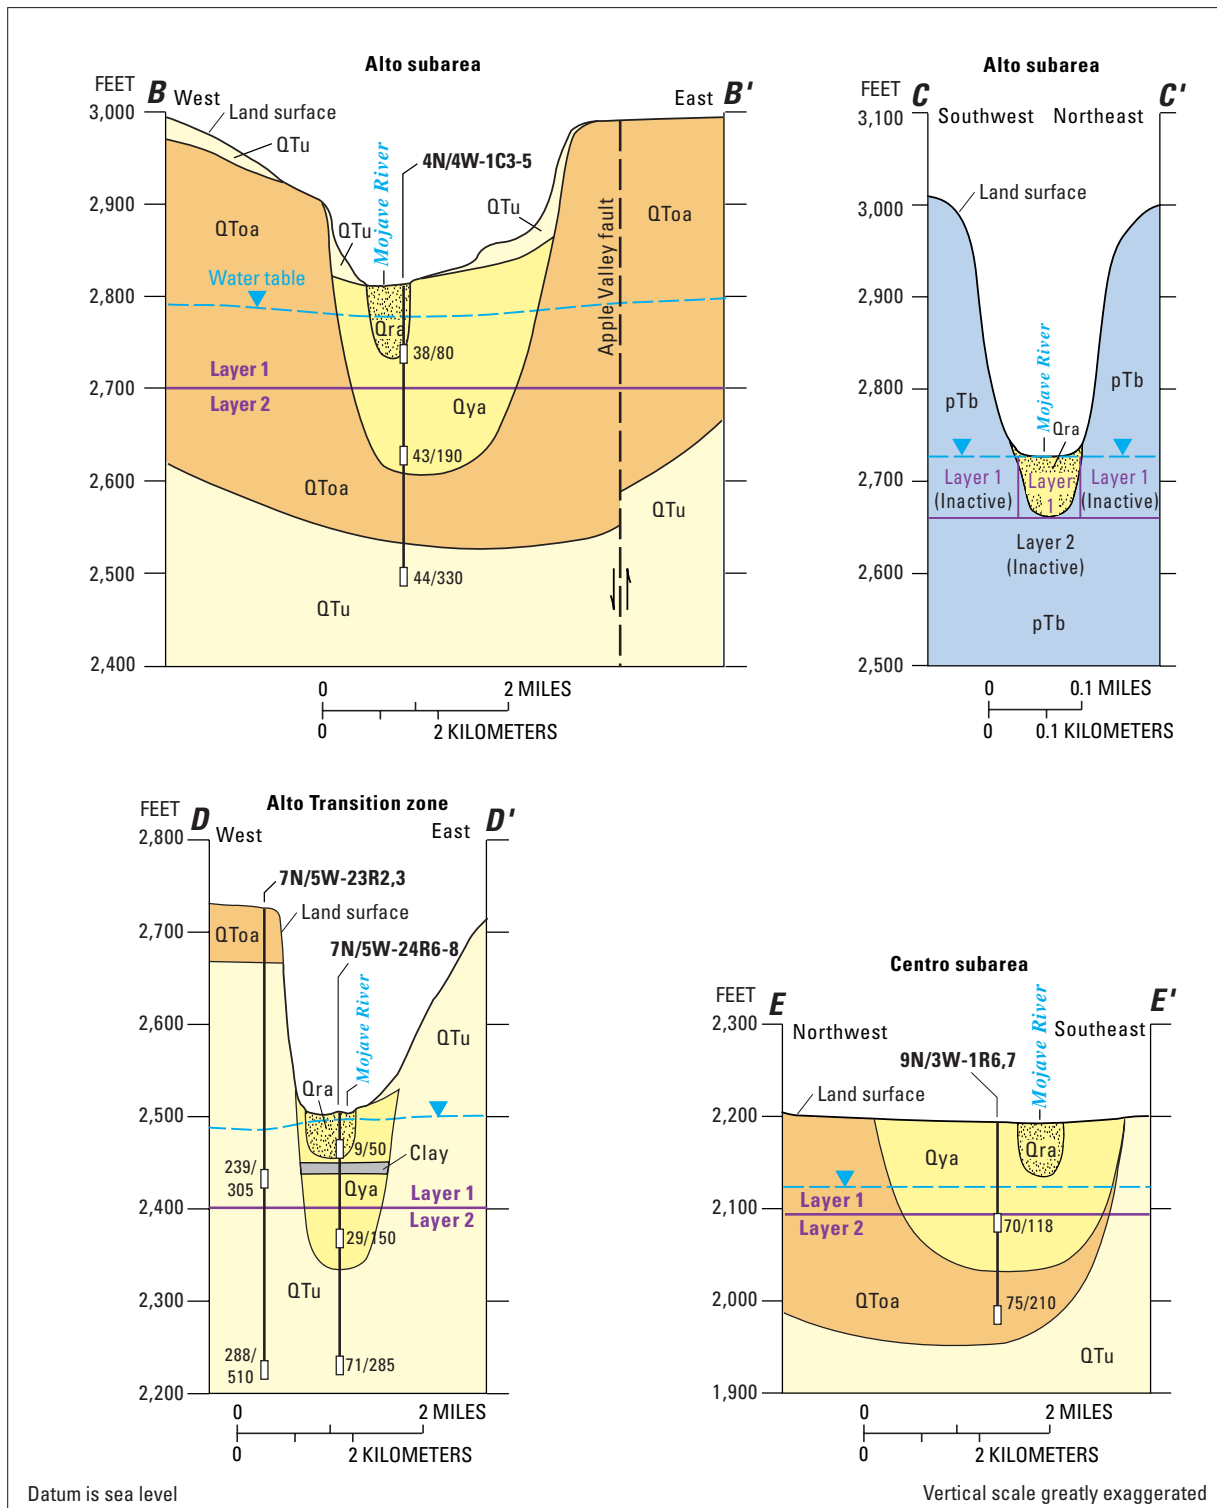 Alto subarea
FEET
B West
East B'
3,000
2,900
2,800
2,700
2,600
2,500
2,400
Land surface
QTu
4N/4W-1C3-5
Mojave River
QTu
QTu
QToa
QToa
Apple Valley fault
Water table
Qra
38/80
Layer 1
Layer 2
Qya
43/190
QToa
QTu
44/330
QTu
0 2 MILES
0 2 KILOMETERS
Alto subarea
FEET
C C'
Southwest Northeast
3,100
3,000
2,900
2,800
2,700
2,600
2,500
Land surface
pTb
Mojave River
pTb
Qra
Layer 1
(Inactive)
Layer
1
Layer 1
(Inactive)
Layer 2
(Inactive)
pTb
0 0.1 MILES
0 0.1 KILOMETERS
Alto Transition zone
FEET
D D'
West East
2,800
2,700
2,600
2,500
2,400
2,300
2,200
7N/5W-23R2,3
Land surface
QToa
7N/5W-24R6-8
Mojave River
QTu
Qra
9/50
Clay
239/
305
Qya
Layer 1
Layer 2
29/150
QTu
288/
510
71/285
0 2 MILES
0 2 KILOMETERS
Centro subarea
FEET
E E'
Northwest Southeast
2,300
2,200
2,100
2,000
1,900
9N/3W-1R6,7
Mojave River
Land surface
Qya
Qra
Layer 1
Layer 2
70/118
QToa
75/210
QTu
0 2 MILES
0 2 KILOMETERS
Datum is sea level
Vertical scale greatly exaggerated